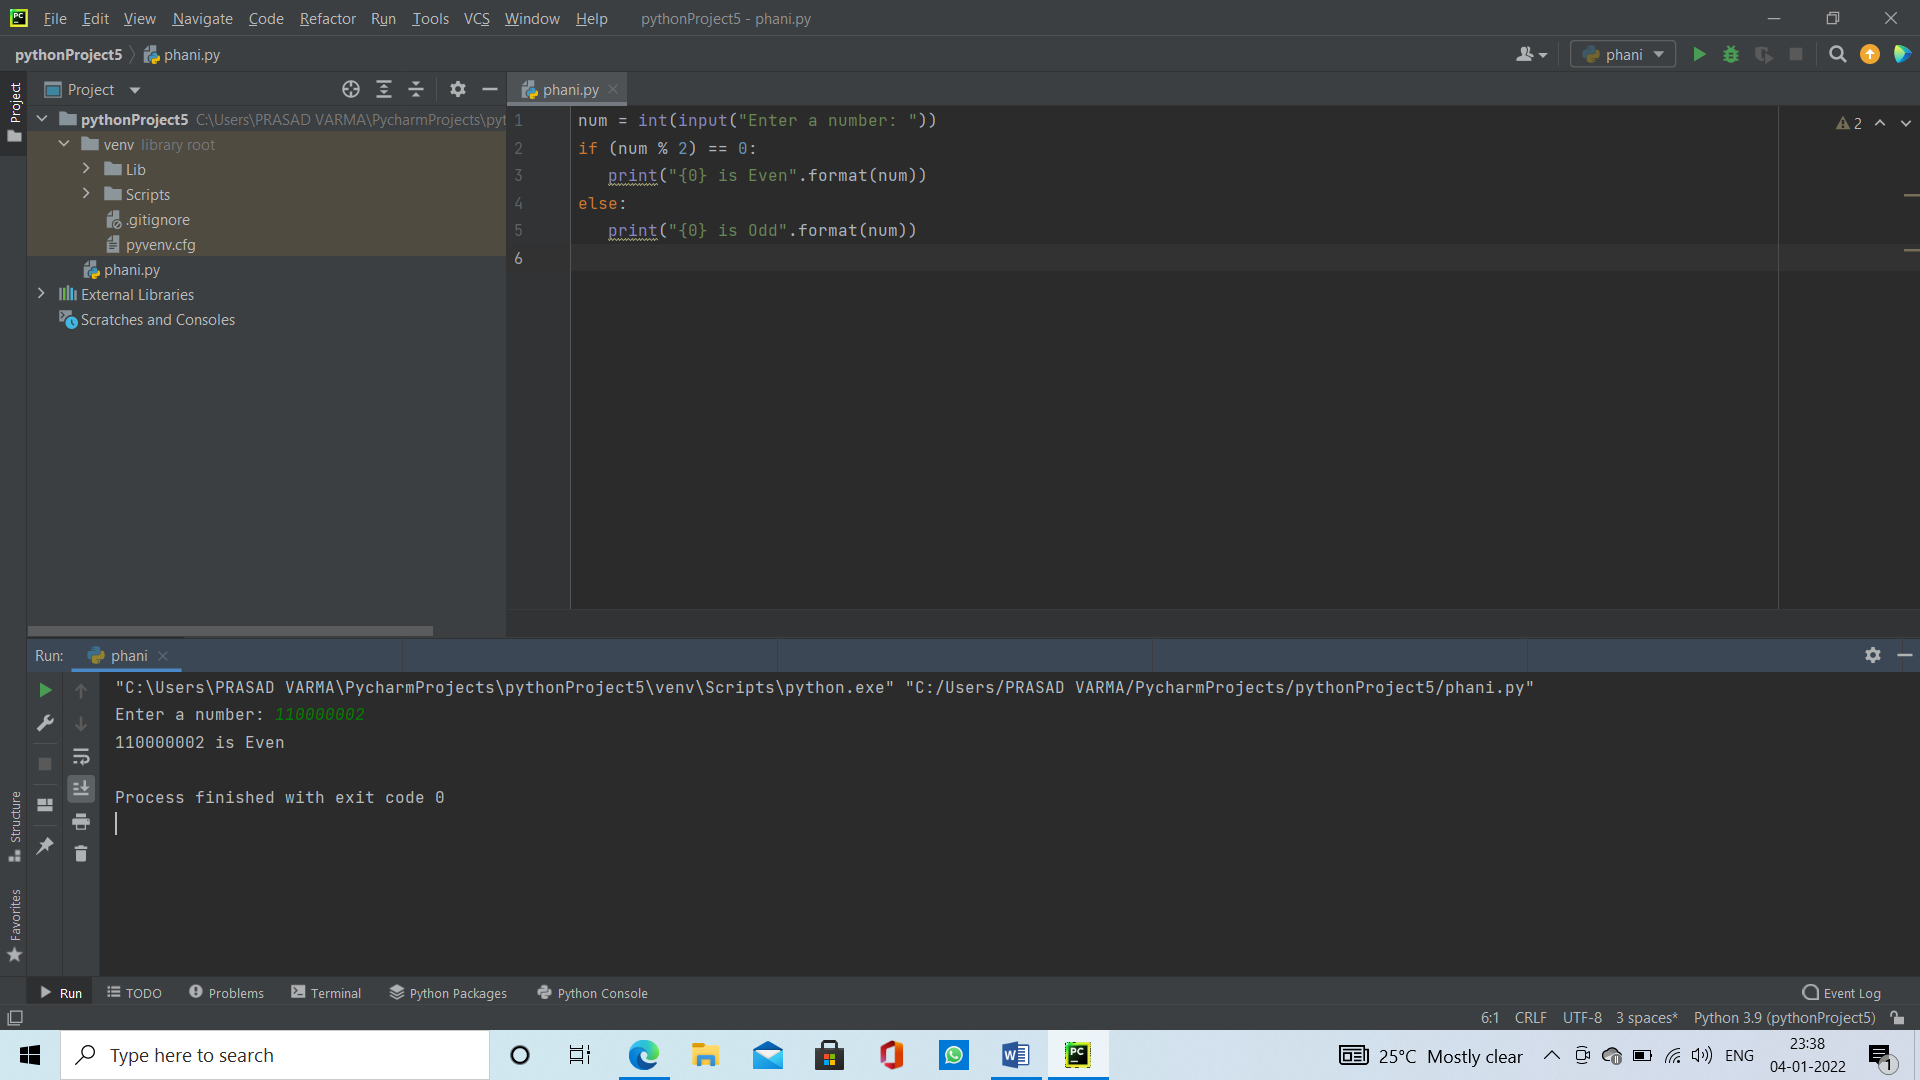 File Edit View Navigate Code Refactor Run Tools VCS Window Help pythonProject5 - phani.py
pythonProject5 phani.py phani
Project
Project
phani.py
pythonProject5 C:\Users\PRASAD VARMA\PycharmProjects\pyt
venv library root
Lib
Scripts
.gitignore
pyvenv.cfg
phani.py
External Libraries
Scratches and Consoles
1 num = int(input("Enter a number: "))
2 if (num % 2) == 0:
3 print("{0} is Even".format(num))
4 else:
5 print("{0} is Odd".format(num))
6
2
Run: phani
"C:\Users\PRASAD VARMA\PycharmProjects\pythonProject5\venv\Scripts\python.exe" "C:/Users/PRASAD VARMA/PycharmProjects/pythonProject5/phani.py"
Enter a number: 110000002
110000002 is Even
Process finished with exit code 0
Structure
Favorites
Run TODO Problems Terminal Python Packages Python Console Event Log
6:1 CRLF UTF-8 3 spaces* Python 3.9 (pythonProject5)
Type here to search
25°C Mostly clear ENG
23:38
04-01-2022
1